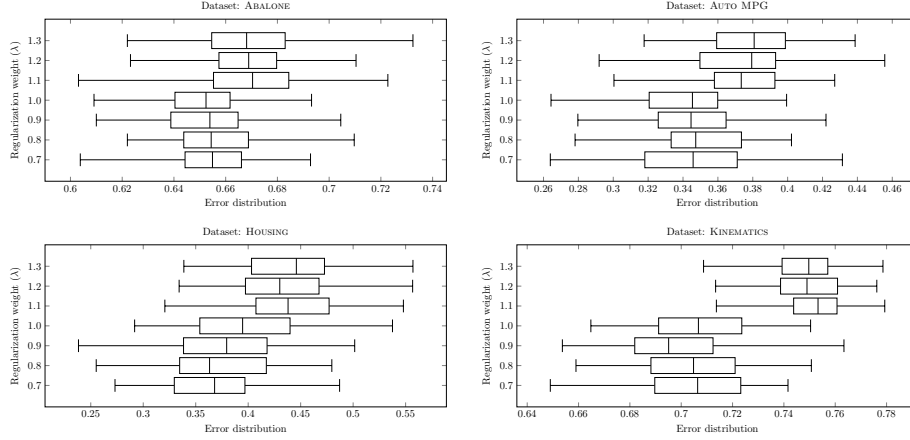 Dataset: ABALONE
Regularization weight (λ)
1.3
1.2
1.1
1.0
0.9
0.8
0.7
0.6 0.62 0.64 0.66 0.68 0.7 0.72 0.74
Error distribution
Dataset: AUTO MPG
Regularization weight (λ)
1.3
1.2
1.1
1.0
0.9
0.8
0.7
0.26 0.28 0.3 0.32 0.34 0.36 0.38 0.4 0.42 0.44 0.46
Error distribution
Dataset: HOUSING
Regularization weight (λ)
1.3
1.2
1.1
1.0
0.9
0.8
0.7
0.25 0.3 0.35 0.4 0.45 0.5 0.55
Error distribution
Dataset: KINEMATICS
Regularization weight (λ)
1.3
1.2
1.1
1.0
0.9
0.8
0.7
0.64 0.66 0.68 0.7 0.72 0.74 0.76 0.78
Error distribution